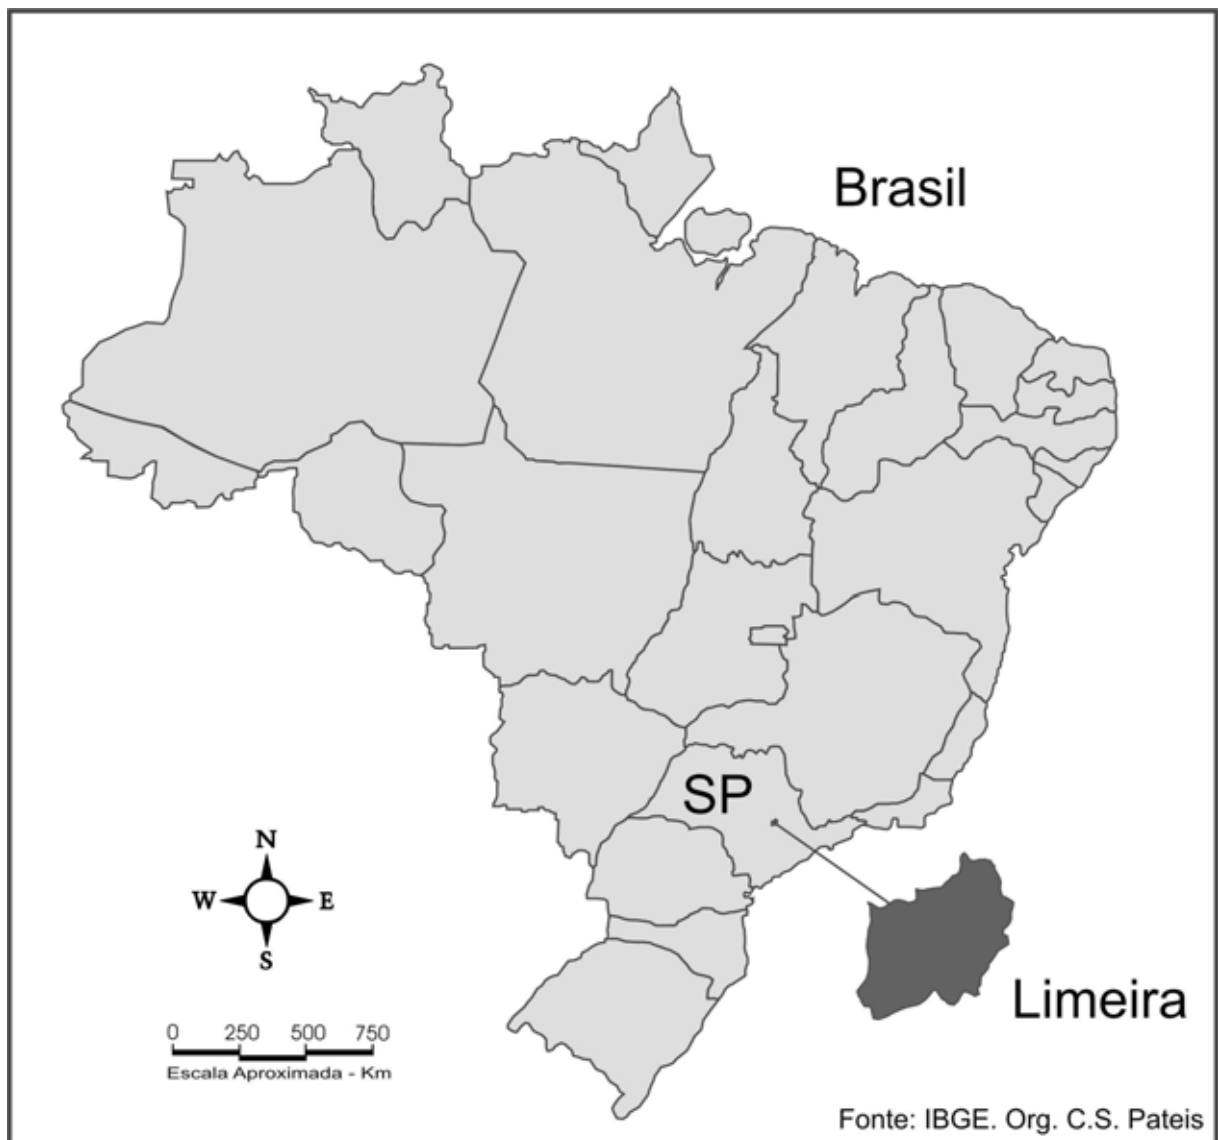 Brasil
SP
N
W E
S
Limeira
0 250 500 750
Escala Aproximada - Km
Fonte: IBGE. Org. C.S. Pateis